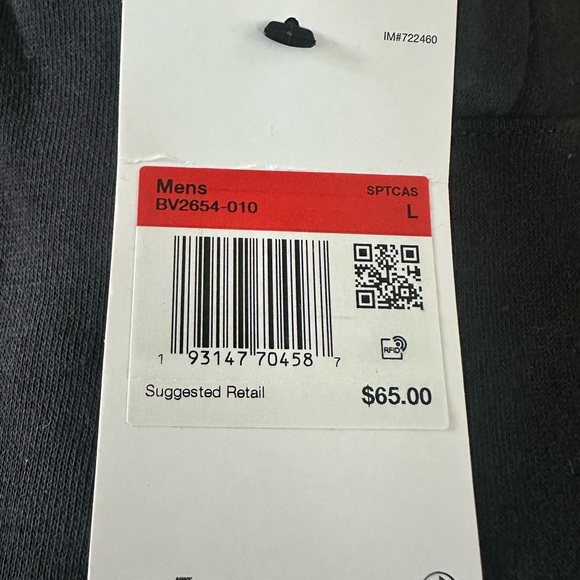 IM#722460
Mens SPTCAS
BV2654-010 L
RFID
1 93147 70458 7
Suggested Retail $65.00